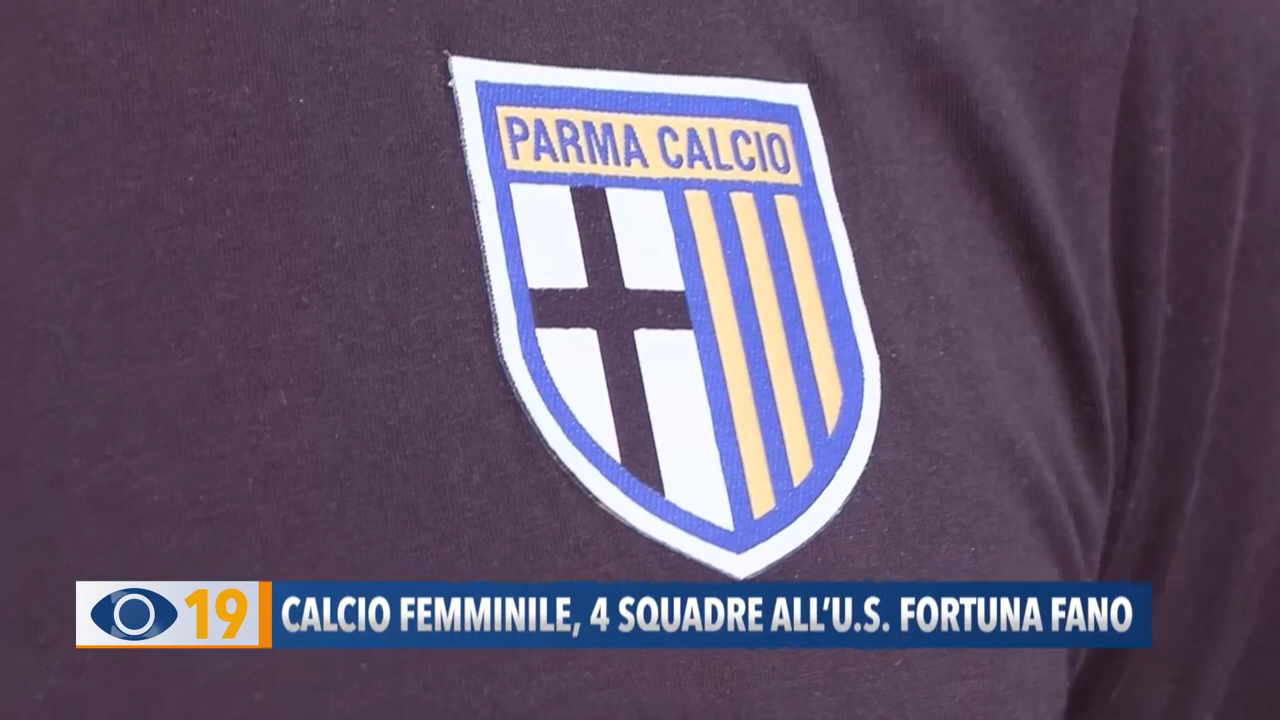 PARMA CALCIO
19 CALCIO FEMMINILE, 4 SQUADRE ALL'U.S. FORTUNA FANO